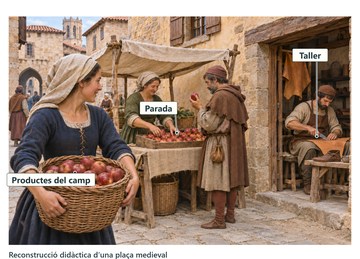 Taller
Parada
Productes del camp
Reconstrucció didàctica d'una plaça medieval